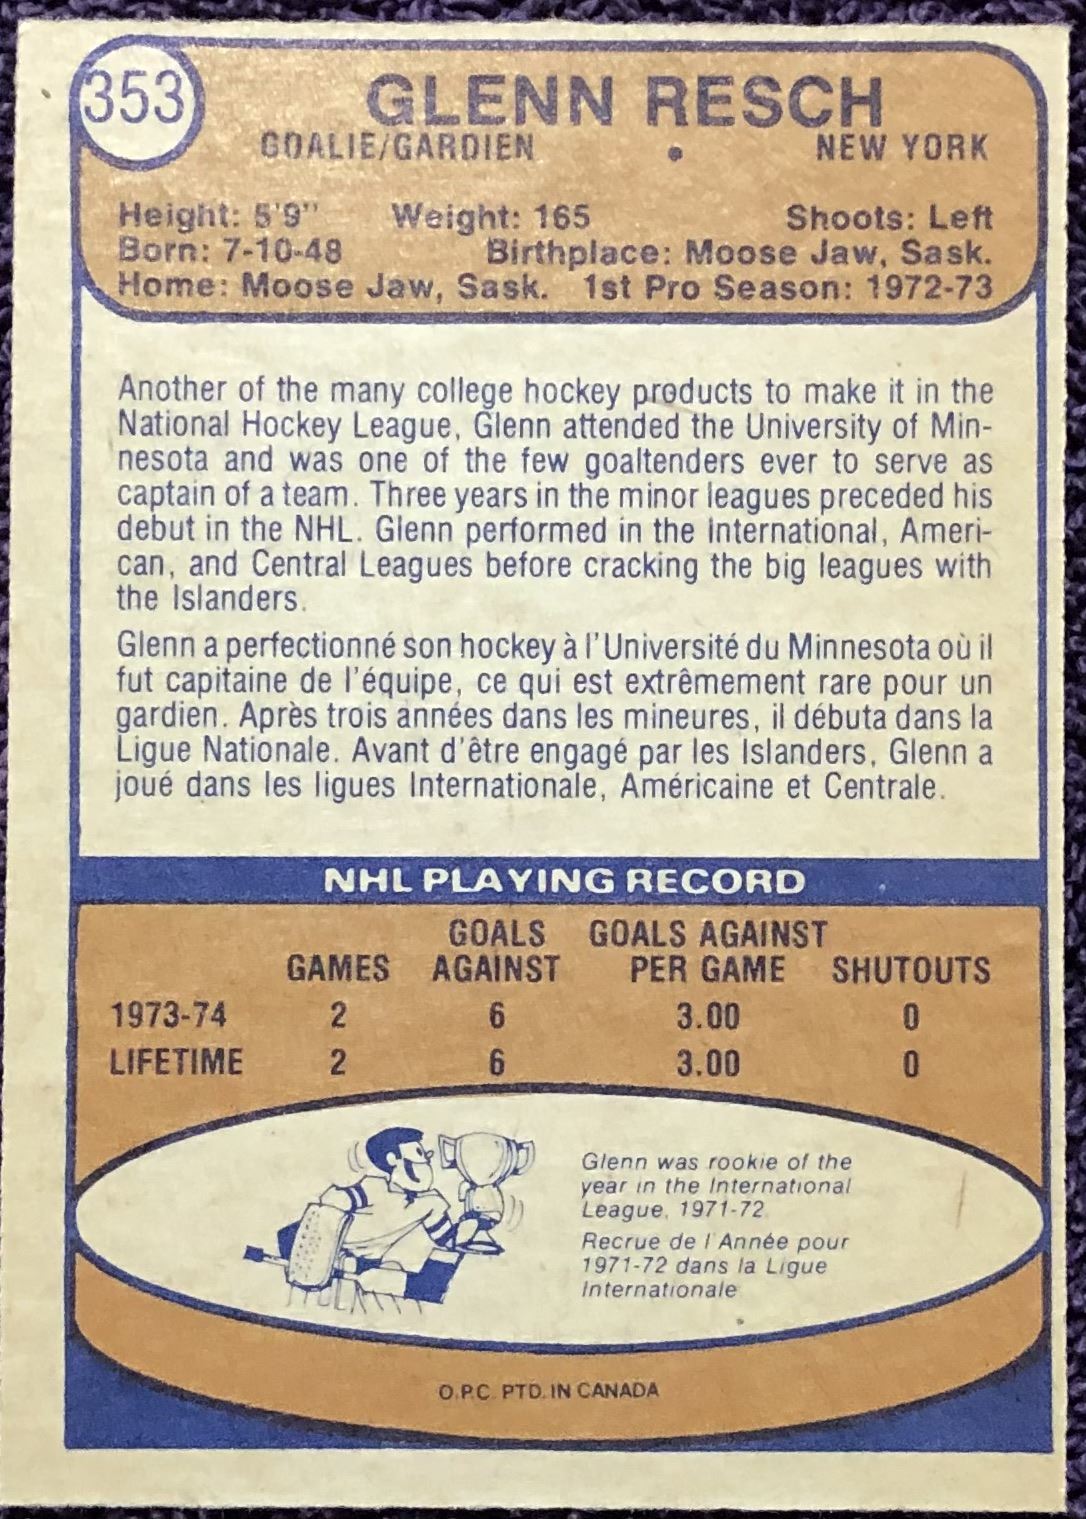 353
GLENN RESCH
GOALIE/GARDIEN • NEW YORK
Height: 5'9" Weight: 165 Shoots: Left
Born: 7-10-48 Birthplace: Moose Jaw, Sask.
Home: Moose Jaw, Sask. 1st Pro Season: 1972-73
Another of the many college hockey products to make it in the
National Hockey League, Glenn attended the University of Min-
nesota and was one of the few goaltenders ever to serve as
captain of a team. Three years in the minor leagues preceded his
debut in the NHL. Glenn performed in the International, Ameri-
can, and Central Leagues before cracking the big leagues with
the Islanders.
Glenn a perfectionné son hockey à l'Université du Minnesota où il
fut capitaine de l'équipe, ce qui est extrêmement rare pour un
gardien. Après trois années dans les mineures, il débuta dans la
Ligue Nationale. Avant d'être engagé par les Islanders, Glenn a
joué dans les ligues Internationale, Américaine et Centrale.
NHL PLAYING RECORD
GOALS GOALS AGAINST
GAMES AGAINST PER GAME SHUTOUTS
1973-74 2 6 3.00 0
LIFETIME 2 6 3.00 0
Glenn was rookie of the
year in the International
League, 1971-72
Recrue de l'Année pour
1971-72 dans la Ligue
Internationale
O.P.C. PTD. IN CANADA